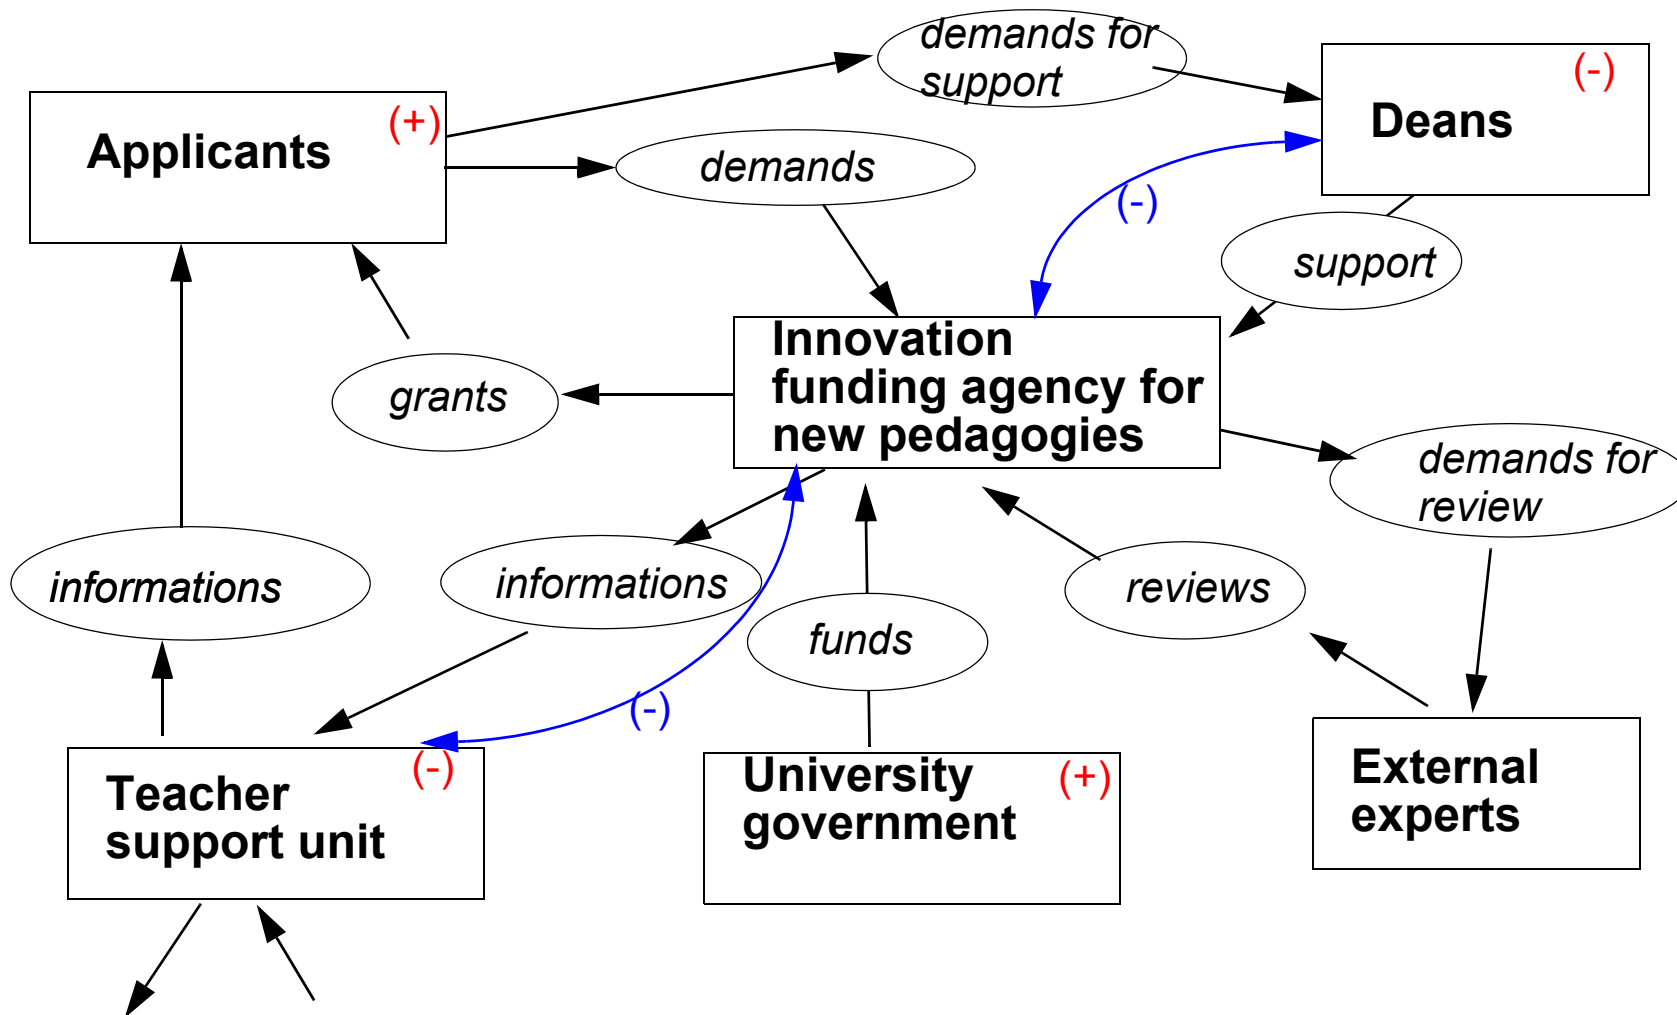 demands for
support
(-)
Deans
(+)
Applicants
demands
(-)
support
Innovation
funding agency for
new pedagogies
grants
demands for
review
informations
informations
reviews
funds
(-)
(-)
Teacher
support unit
University
government
(+)
External
experts